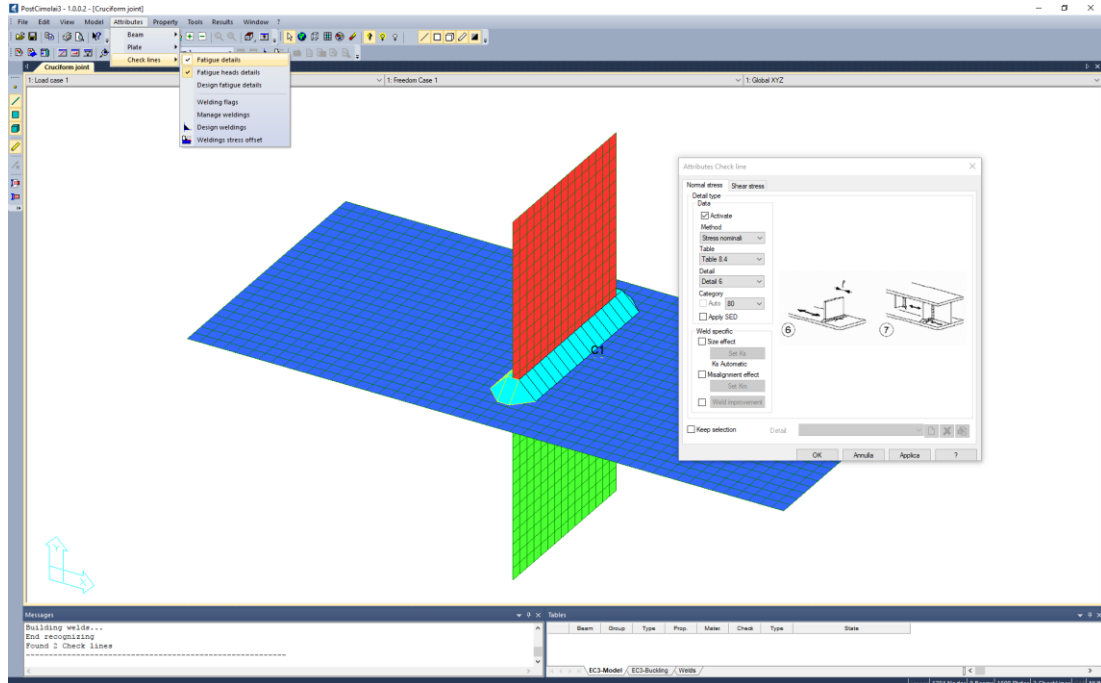 PostCimolai3 - 1.0.0.2 - [Cruciform joint]
File Edit View Model Attributes Property Tools Results Window ?
Beam
Plate
Check lines
Fatigue details
Fatigue heads details
Design fatigue details
Welding flags
Manage weldings
Design weldings
Weldings stress offset
Cruciform joint
1: Load case 1
1: Freedom Case 1
1: Global XYZ
Attributes Check line
Normal stress Shear stress
Detail type
Data
Activate
Method
Stress nominali
Table
Table 8.4
Detail
Detail 6
Category
Auto 80
Apply SED
Weld specific
Size effect
Set Ks
Ks Automatic
Misalignment effect
Set Km
Weld improvement
6
7
Keep selection
Detail:
OK Annulla Applica ?
C1
Y
X
Messages
Building welds...
End recognizing
Found 2 Check lines
Tables
Beam Group Type Prop. Mater. Check Type State
EC3-Model EC3-Buckling Welds